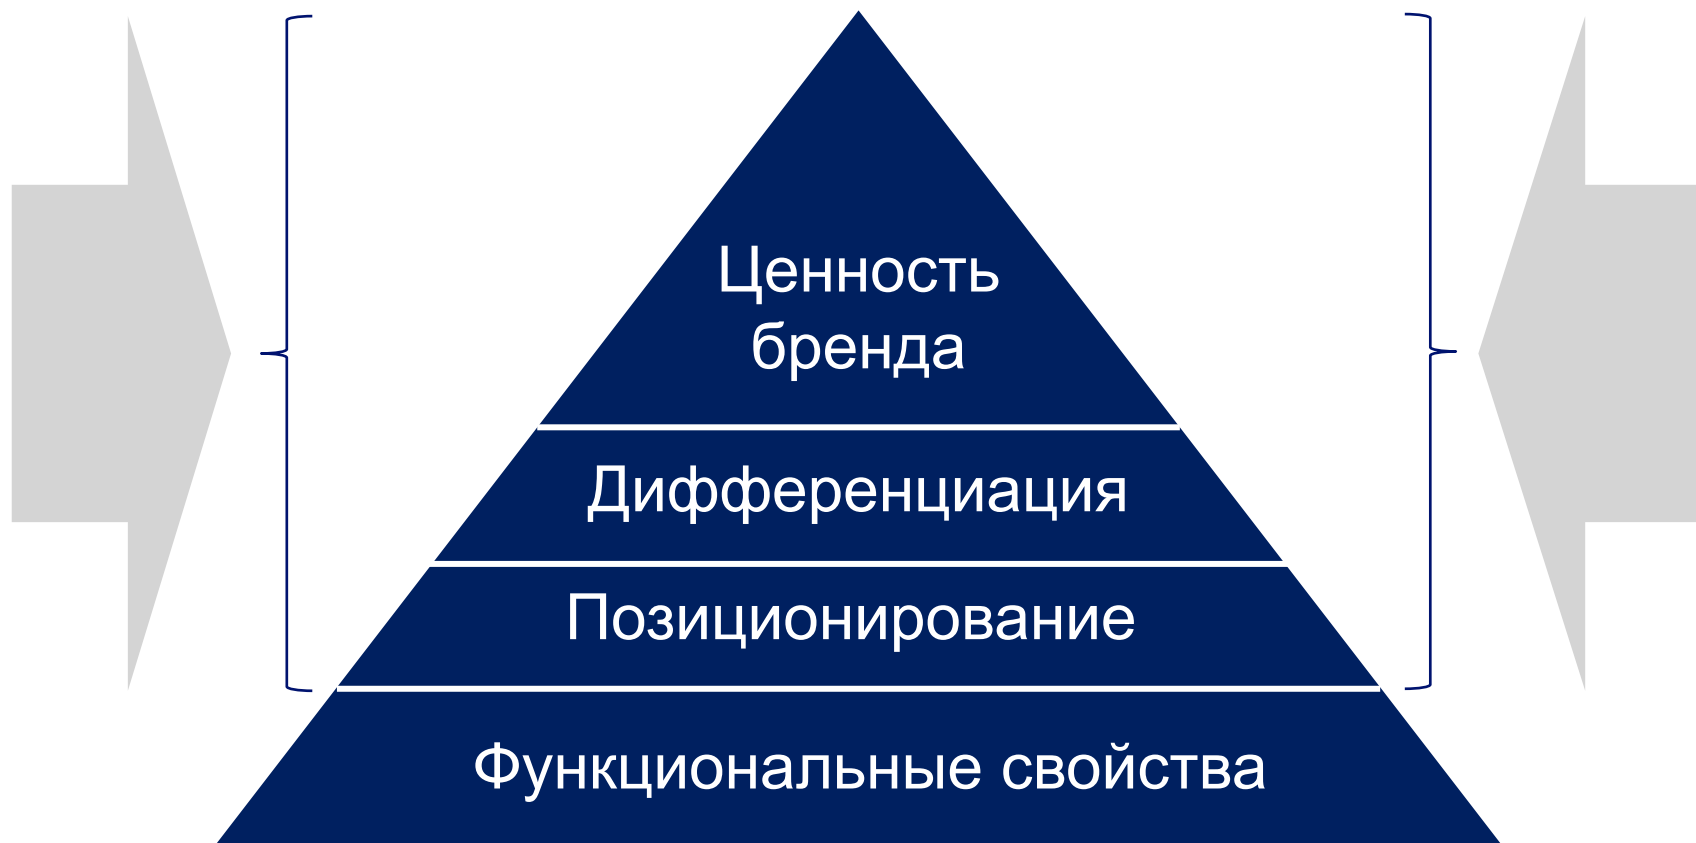 Ценность
бренда
Дифференциация
Позиционирование
Функциональные свойства